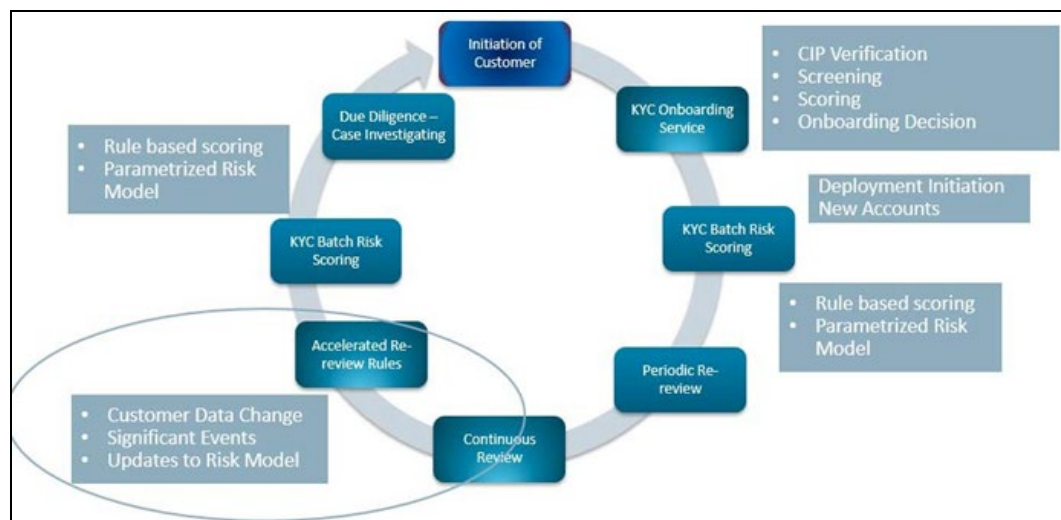 Initiation of
Customer
• CIP Verification
• Screening
• Scoring
• Onboarding Decision
KYC Onboarding
Service
Due Diligence –
Case Investigating
• Rule based scoring
• Parametrized Risk
Model
Deployment Initiation
New Accounts
KYC Batch Risk
Scoring
KYC Batch Risk
Scoring
• Rule based scoring
• Parametrized Risk
Model
Accelerated Re-
review Rules
Periodic Re-
review
• Customer Data Change
• Significant Events
• Updates to Risk Model
Continuous
Review